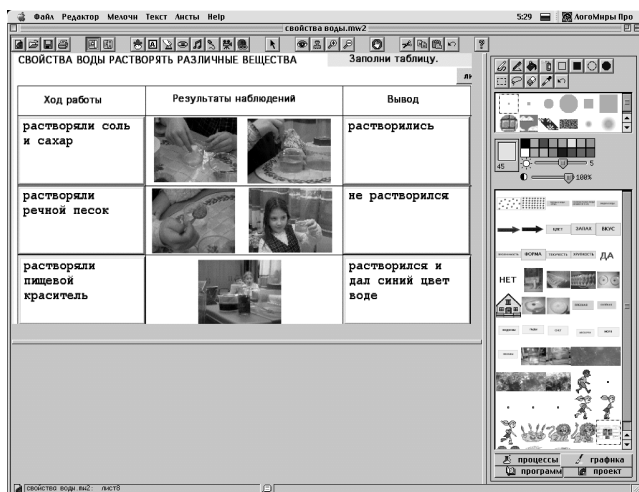 Файл Редактор Мелочи Текст Листы Help
5:29
ЛогоМиры Про
свойства воды.mw2
СВОЙСТВА ВОДЫ РАСТВОРЯТЬ РАЗЛИЧНЫЕ ВЕЩЕСТВА
Заполни таблицу.
Ход работы
Результаты наблюдений
Вывод
растворяли соль
и сахар
растворились
растворяли
речной песок
не растворился
растворяли
пищевой
краситель
растворился и
дал синий цвет
воде
45
5
100%
ЦВЕТ
ЗАПАХ
ВКУС
ФОРМА
ДА
НЕТ
процессы
графика
программ
проект
свойства воды.mw2: лист8